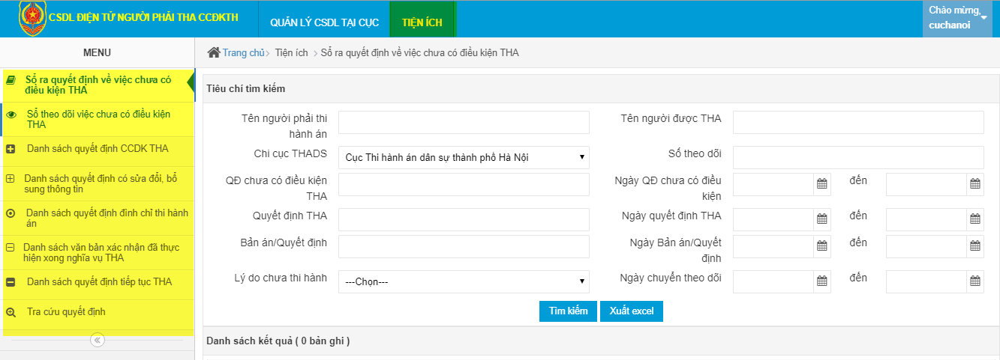 CSDL ĐIỆN TỬ NGƯỜI PHẢI THA CCĐKTH
QUẢN LÝ CSDL TẠI CỤC
TIỆN ÍCH
Chào mừng,
cuchanoi
MENU
Trang chủ
Tiện ích
Sổ ra quyết định về việc chưa có điều kiện THA
Sổ ra quyết định về việc chưa có
điều kiện THA
Sổ theo dõi việc chưa có điều kiện
THA
Danh sách quyết định CCDK THA
Danh sách quyết định có sửa đổi, bổ
sung thông tin
Danh sách quyết định đình chỉ thi hành
án
Danh sách văn bản xác nhận đã thực
hiện xong nghĩa vụ THA
Danh sách quyết định tiếp tục THA
Tra cứu quyết định
Tiêu chí tìm kiếm
Tên người phải thi
hành án
Tên người được THA
Chi cục THADS
Cục Thi hành án dân sự thành phố Hà Nội
Số theo dõi
QĐ chưa có điều kiện
THA
Ngày QĐ chưa có điều
kiện
đến
Quyết định THA
Ngày quyết định THA
đến
Bản án/Quyết định
Ngày Bản án/Quyết
định
đến
Lý do chưa thi hành
---Chọn---
Ngày chuyển theo dõi
đến
Tìm kiếm
Xuất excel
Danh sách kết quả ( 0 bản ghi )